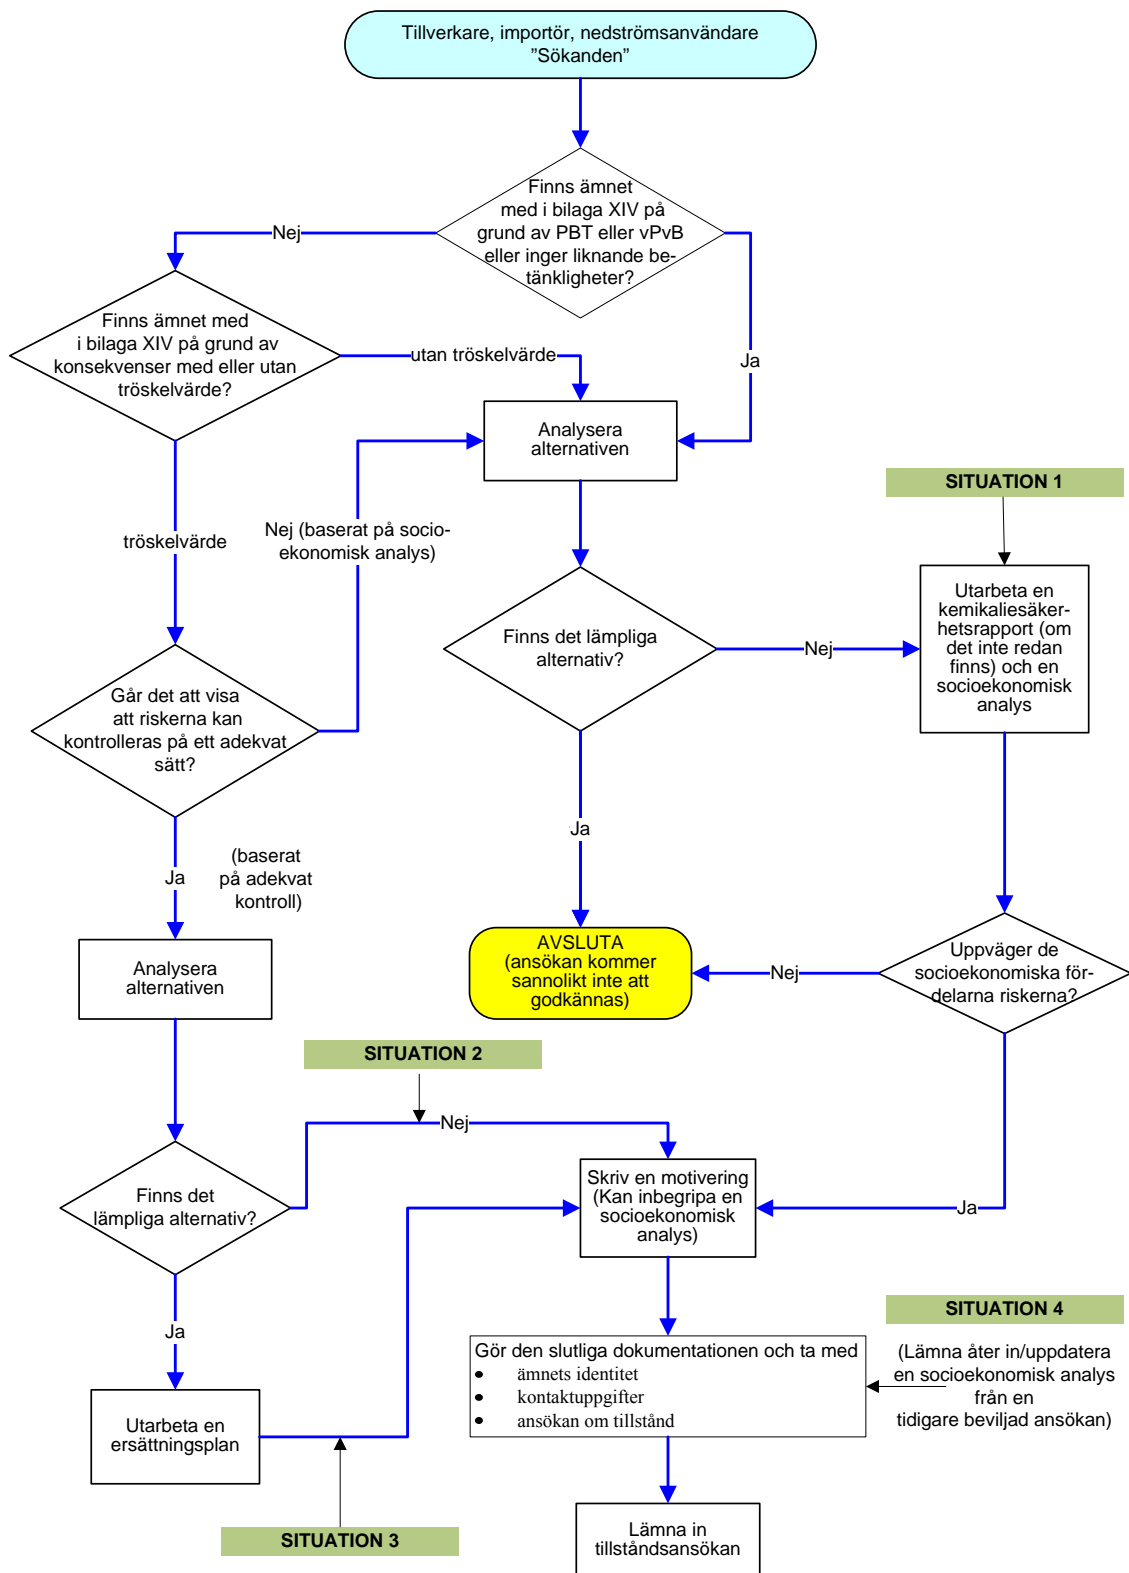 Tillverkare, importör, nedströmsanvändare
”Sökanden”
Finns ämnet
med i bilaga XIV på
grund av PBT eller vPvB
eller inger liknande be-
tänkligheter?
Nej
Ja
Finns ämnet med
i bilaga XIV på grund av
konsekvenser med eller utan
tröskelvärde?
utan tröskelvärde
Analysera
alternativen
SITUATION 1
tröskelvärde
Nej (baserat på socio-
ekonomisk analys)
Finns det lämpliga
alternativ?
Nej
Utarbeta en
kemikaliesäker-
hetsrapport (om
det inte redan
finns) och en
socioekonomisk
analys
Går det att visa
att riskerna kan
kontrolleras på ett adekvat
sätt?
Ja
Ja
(baserat
på adekvat
kontroll)
AVSLUTA
(ansökan kommer
sannolikt inte att
godkännas)
Nej
Uppväger de
socioekonomiska för-
delarna riskerna?
Analysera
alternativen
SITUATION 2
Nej
Finns det
lämpliga alternativ?
Skriv en motivering
(Kan inbegripa en
socioekonomisk
analys)
Ja
Ja
SITUATION 4
(Lämna åter in/uppdatera
en socioekonomisk analys
från en
tidigare beviljad ansökan)
Gör den slutliga dokumentationen och ta med
• ämnets identitet
• kontaktuppgifter
• ansökan om tillstånd
Utarbeta en
ersättningsplan
SITUATION 3
Lämna in
tillståndsansökan